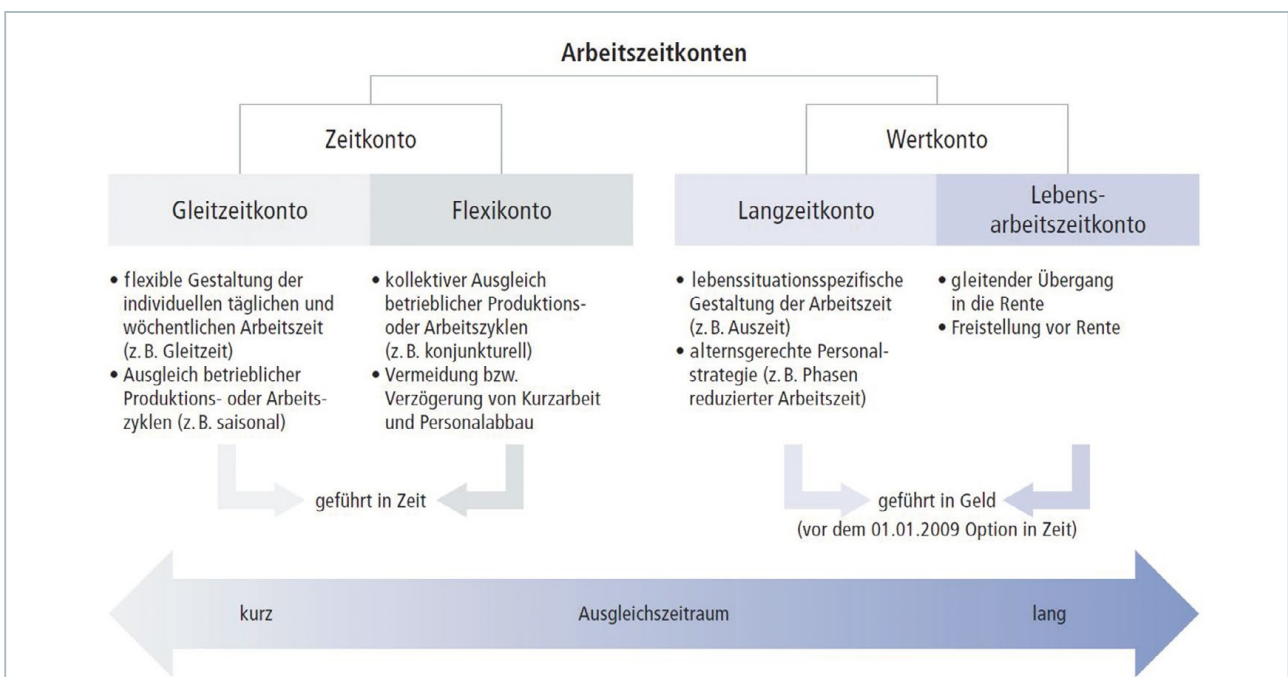 Arbeitszeitkonten
Zeitkonto
Wertkonto
Gleitzeitkonto
Flexikonto
Langzeitkonto
Lebens-
arbeitszeitkonto
• flexible Gestaltung der
individuellen täglichen und
wöchentlichen Arbeitszeit
(z. B. Gleitzeit)
• Ausgleich betrieblicher
Produktions- oder Arbeits-
zyklen (z. B. saisonal)
• kollektiver Ausgleich
betrieblicher Produktions-
oder Arbeitszyklen
(z. B. konjunkturell)
• Vermeidung bzw.
Verzögerung von Kurzarbeit
und Personalabbau
• lebenssituationsspezifische
Gestaltung der Arbeitszeit
(z. B. Auszeit)
• alternsgerechte Personal-
strategie (z. B. Phasen
reduzierter Arbeitszeit)
• gleitender Übergang
in die Rente
• Freistellung vor Rente
geführt in Zeit
geführt in Geld
(vor dem 01.01.2009 Option in Zeit)
kurz
Ausgleichszeitraum
lang